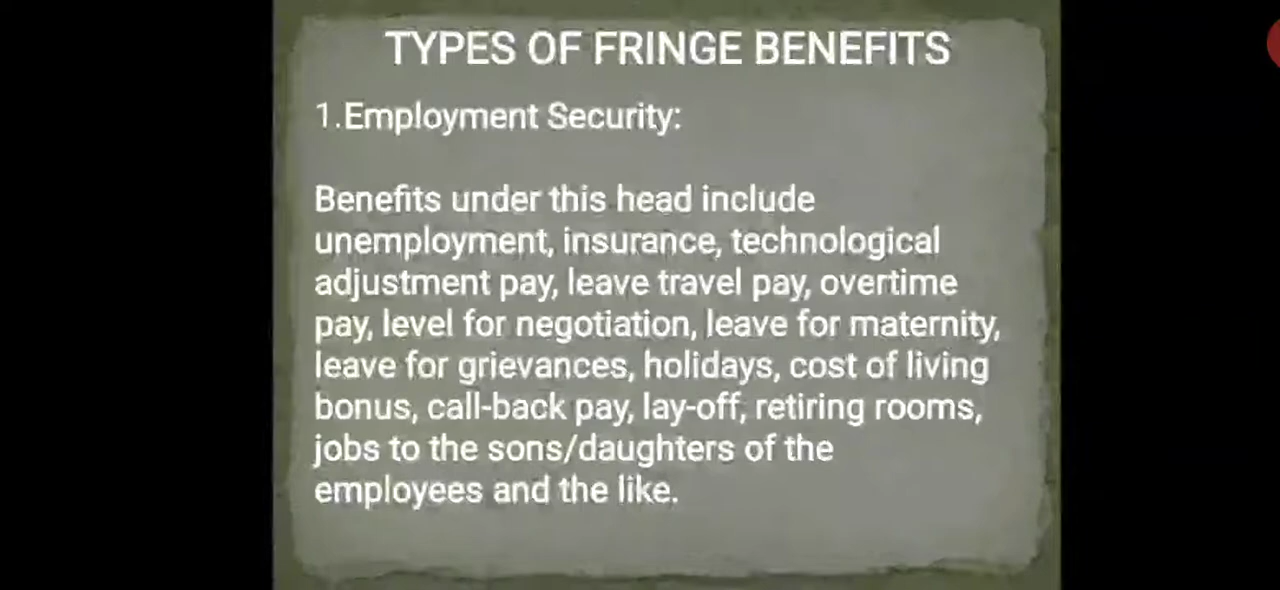 TYPES OF FRINGE BENEFITS
1.Employment Security:
Benefits under this head include
unemployment, insurance, technological
adjustment pay, leave travel pay, overtime
pay, level for negotiation, leave for maternity,
leave for grievances, holidays, cost of living
bonus, call-back pay, lay-off, retiring rooms,
jobs to the sons/daughters of the
employees and the like.